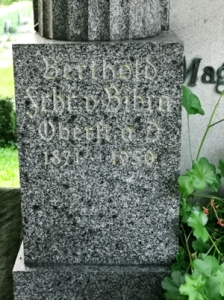 Berthold
Frhr. v. Bibra
Oberst a. D.
Mag